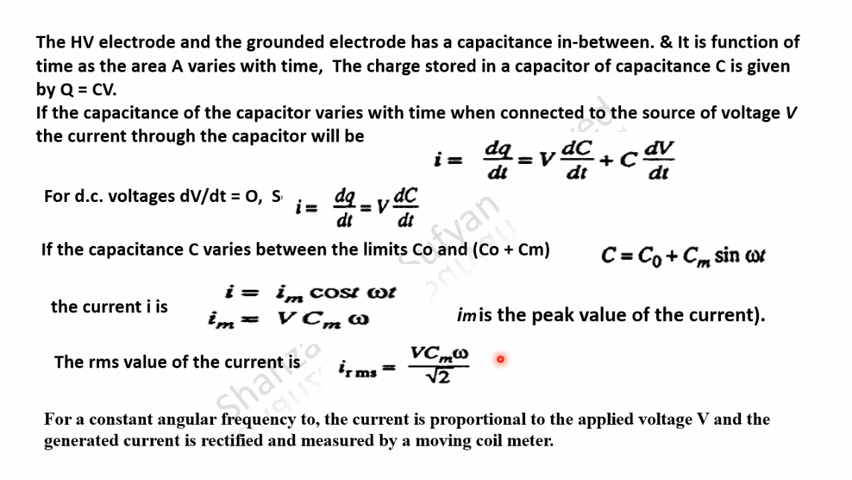 The HV electrode and the grounded electrode has a capacitance in-between. & It is function of
time as the area A varies with time, The charge stored in a capacitor of capacitance C is given
by Q = CV.
If the capacitance of the capacitor varies with time when connected to the source of voltage V
the current through the capacitor will be
i = dq/dt = V dC/dt + C dV/dt
For d.c. voltages dV/dt = O, S
i = dq/dt = V dC/dt
If the capacitance C varies between the limits Co and (Co + Cm)
C = C₀ + Cₘ sin ωt
the current i is
i = iₘ cost ωt
iₘ = V Cₘ ω
im is the peak value of the current).
The rms value of the current is
i r ms = VCₘω/√2
For a constant angular frequency to, the current is proportional to the applied voltage V and the
generated current is rectified and measured by a moving coil meter.
Sufyan